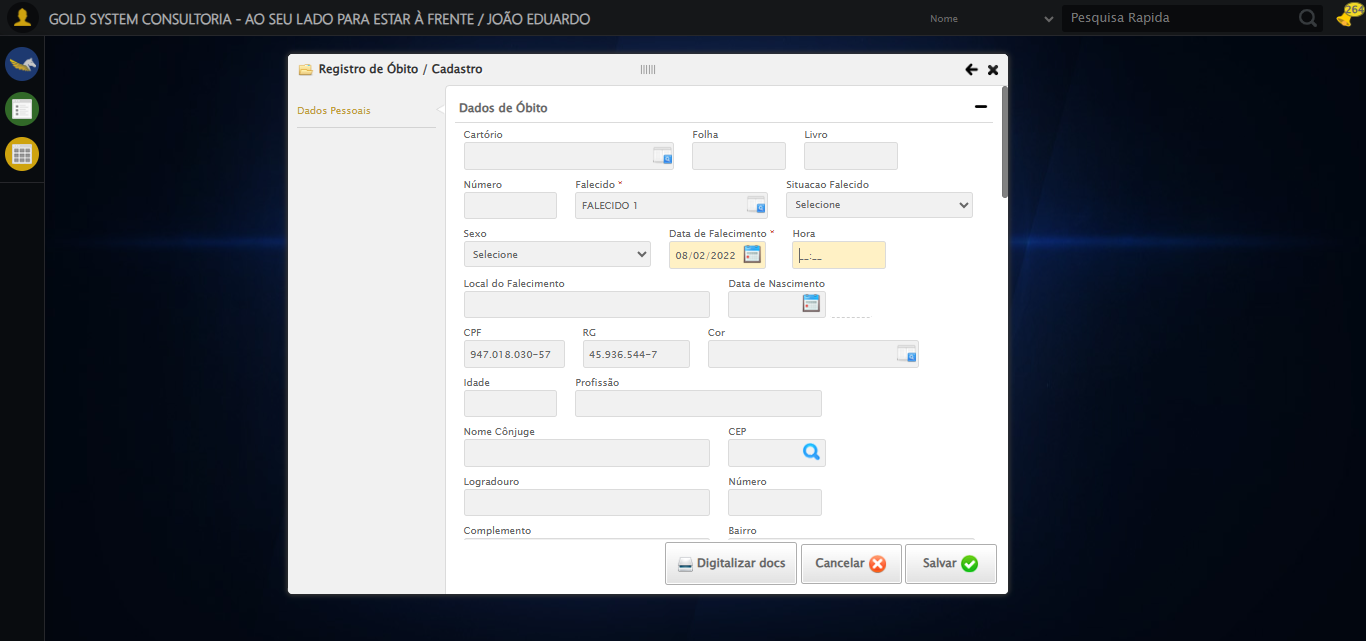 GOLD SYSTEM CONSULTORIA - AO SEU LADO PARA ESTAR À FRENTE / JOÃO EDUARDO
Nome
Pesquisa Rapida
264
Registro de Óbito / Cadastro
Dados Pessoais
Dados de Óbito
Cartório Folha Livro
Número Falecido * Situacao Falecido
FALECIDO 1 Selecione
Sexo Data de Falecimento * Hora
Selecione 08/02/2022 __:__
Local do Falecimento Data de Nascimento
CPF RG Cor
947.018.030-57 45.936.544-7
Idade Profissão
Nome Cônjuge CEP
Logradouro Número
Complemento Bairro
Digitalizar docs Cancelar Salvar